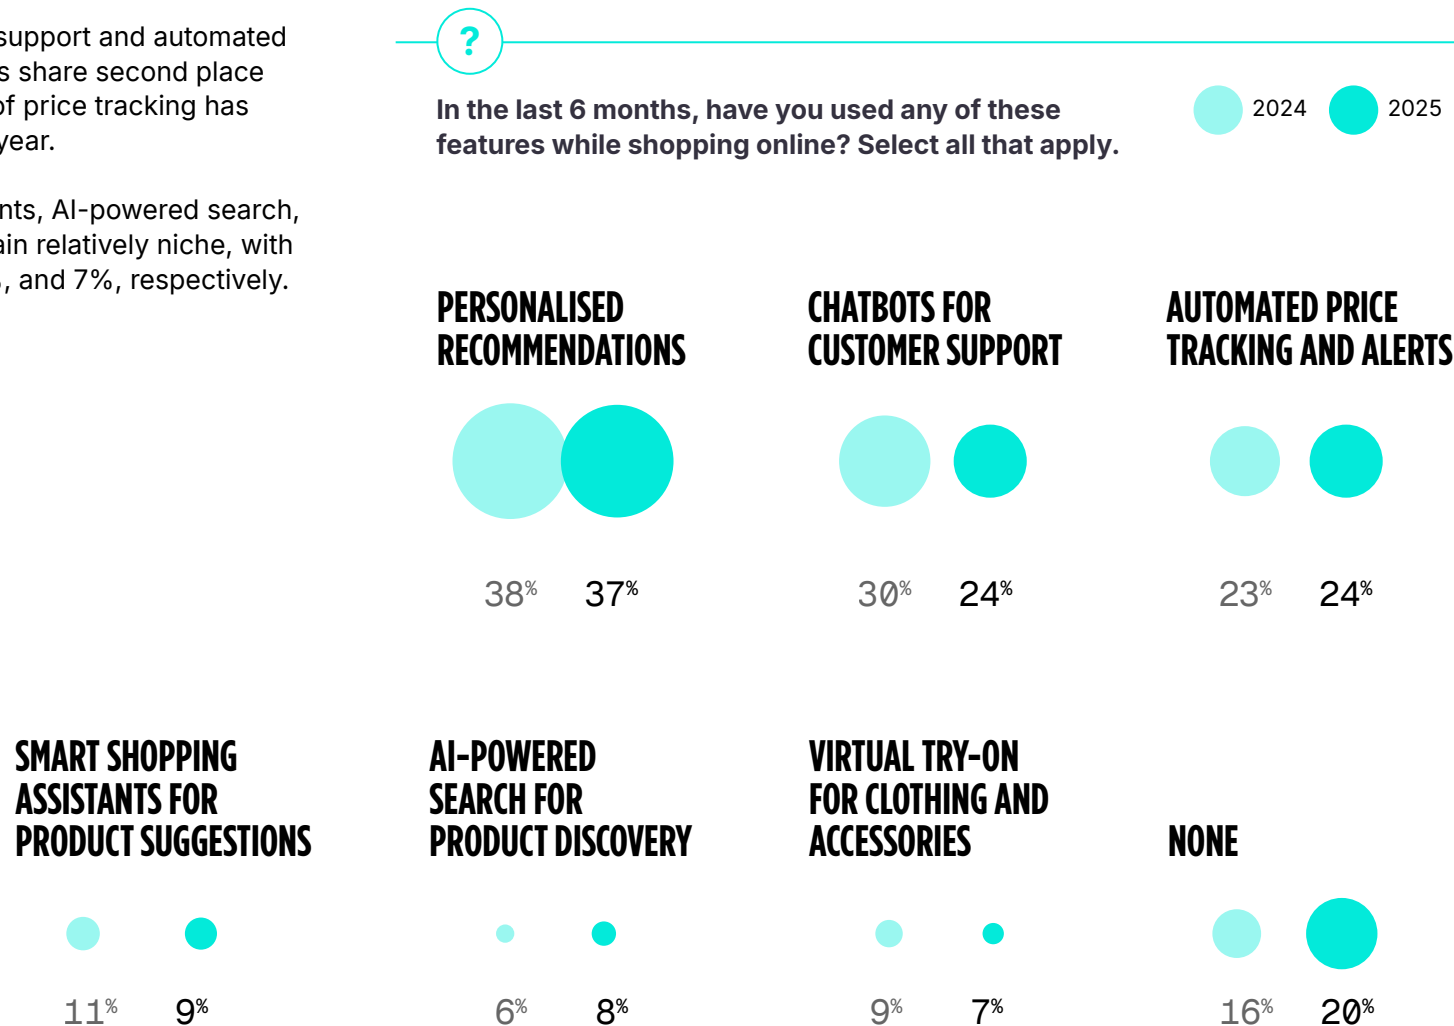 support and automated
s share second place
of price tracking has
year.
nts, AI-powered search,
ain relatively niche, with
, and 7%, respectively.
?
In the last 6 months, have you used any of these
features while shopping online? Select all that apply.
2024 2025
PERSONALISED
RECOMMENDATIONS
38% 37%
CHATBOTS FOR
CUSTOMER SUPPORT
30% 24%
AUTOMATED PRICE
TRACKING AND ALERTS
23% 24%
SMART SHOPPING
ASSISTANTS FOR
PRODUCT SUGGESTIONS
11% 9%
AI-POWERED
SEARCH FOR
PRODUCT DISCOVERY
6% 8%
VIRTUAL TRY-ON
FOR CLOTHING AND
ACCESSORIES
9% 7%
NONE
16% 20%